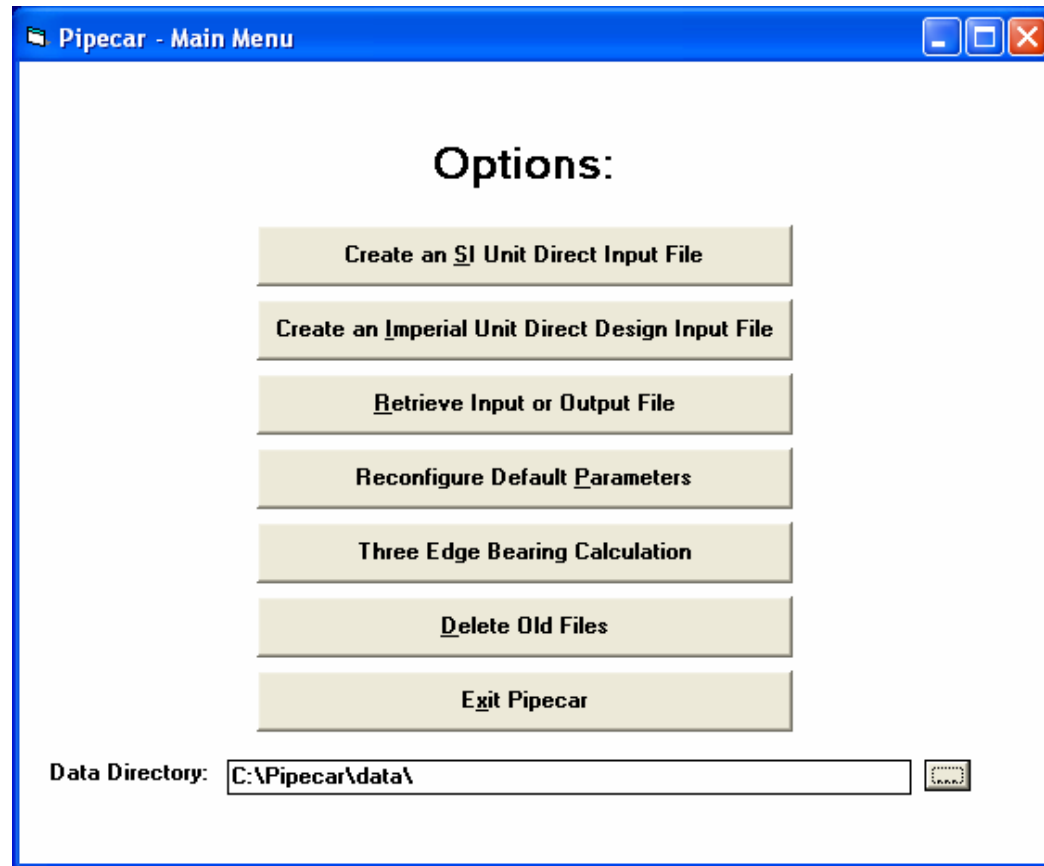 Pipecar - Main Menu
Options:
Create an SI Unit Direct Input File
Create an Imperial Unit Direct Design Input File
Retrieve Input or Output File
Reconfigure Default Parameters
Three Edge Bearing Calculation
Delete Old Files
Exit Pipecar
Data Directory: C:\Pipecar\data\ ...